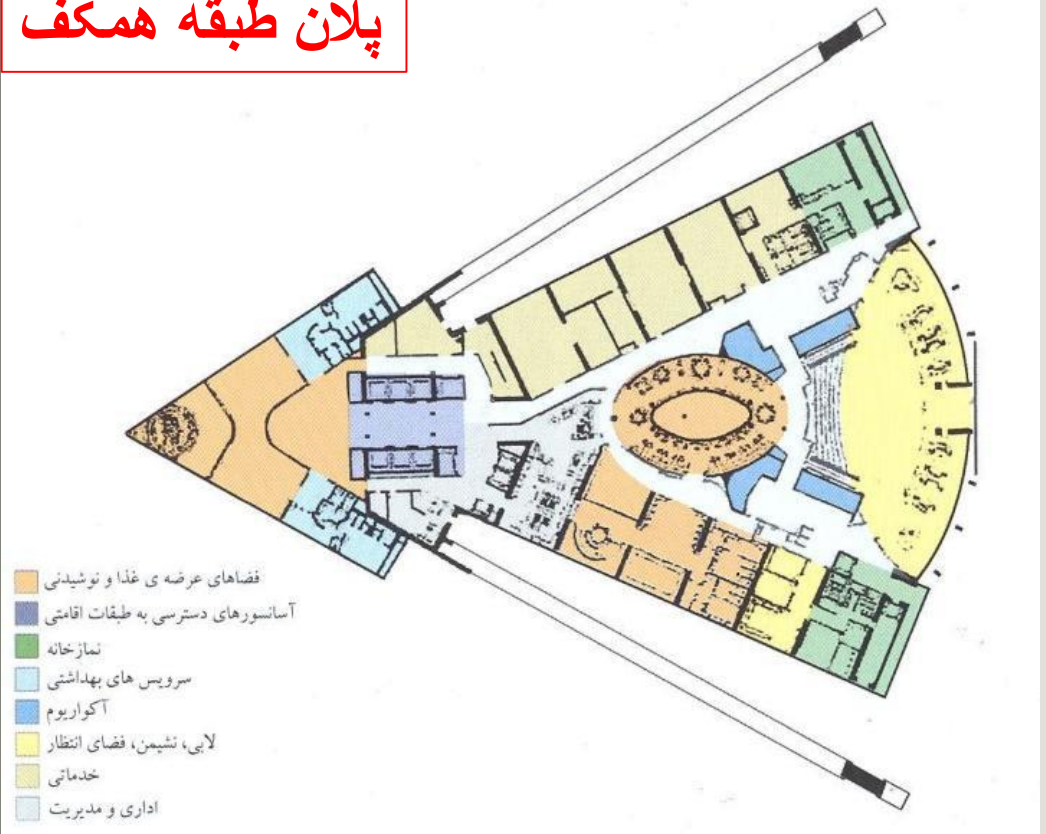 پلان طبقه همکف
فضاهای عرضه ی غذا و نوشیدنی
آسانسورهای دسترسی به طبقات اقامتی
نمازخانه
سرویس های بهداشتی
آکواریوم
لابی، نشیمن، فضای انتظار
خدماتی
اداری و مدیریت